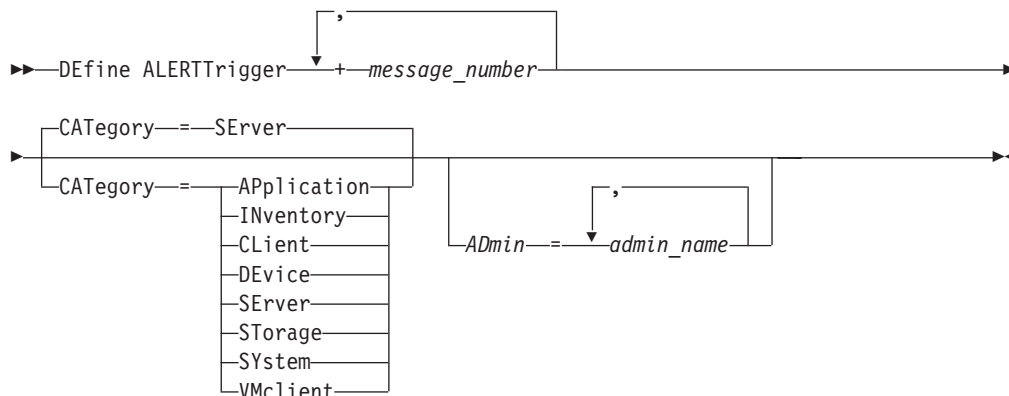 ,
DEfine ALERTTrigger + message_number
CATegory = SErver
CATegory = APplication
INventory
CLient
DEvice
SErver
STorage
SYstem
VMclient
,
ADmin = admin_name